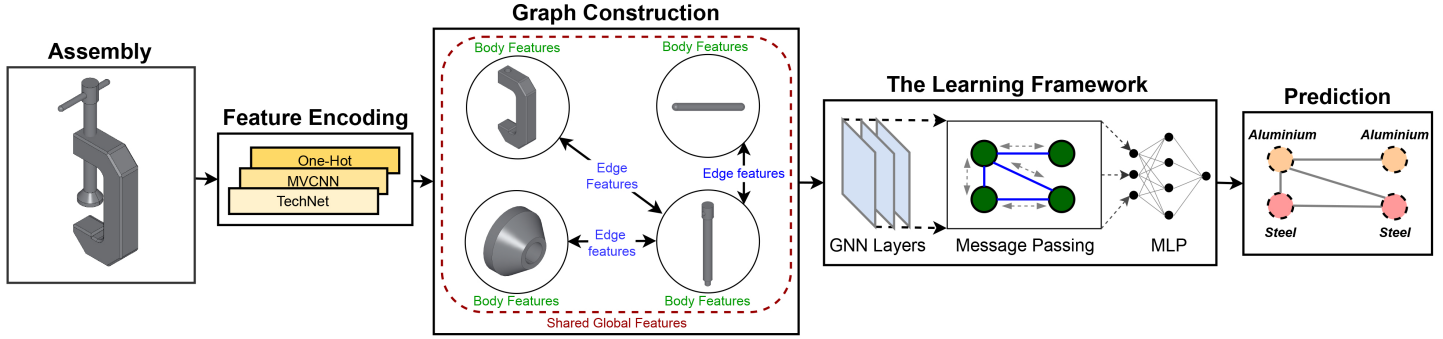 Assembly
Feature Encoding
One-Hot
MVCNN
TechNet
Graph Construction
Body Features
Body Features
Edge
Features
Edge features
Edge
features
Body Features
Body Features
Shared Global Features
The Learning Framework
GNN Layers
Message Passing
MLP
Prediction
Aluminium
Aluminium
Steel
Steel